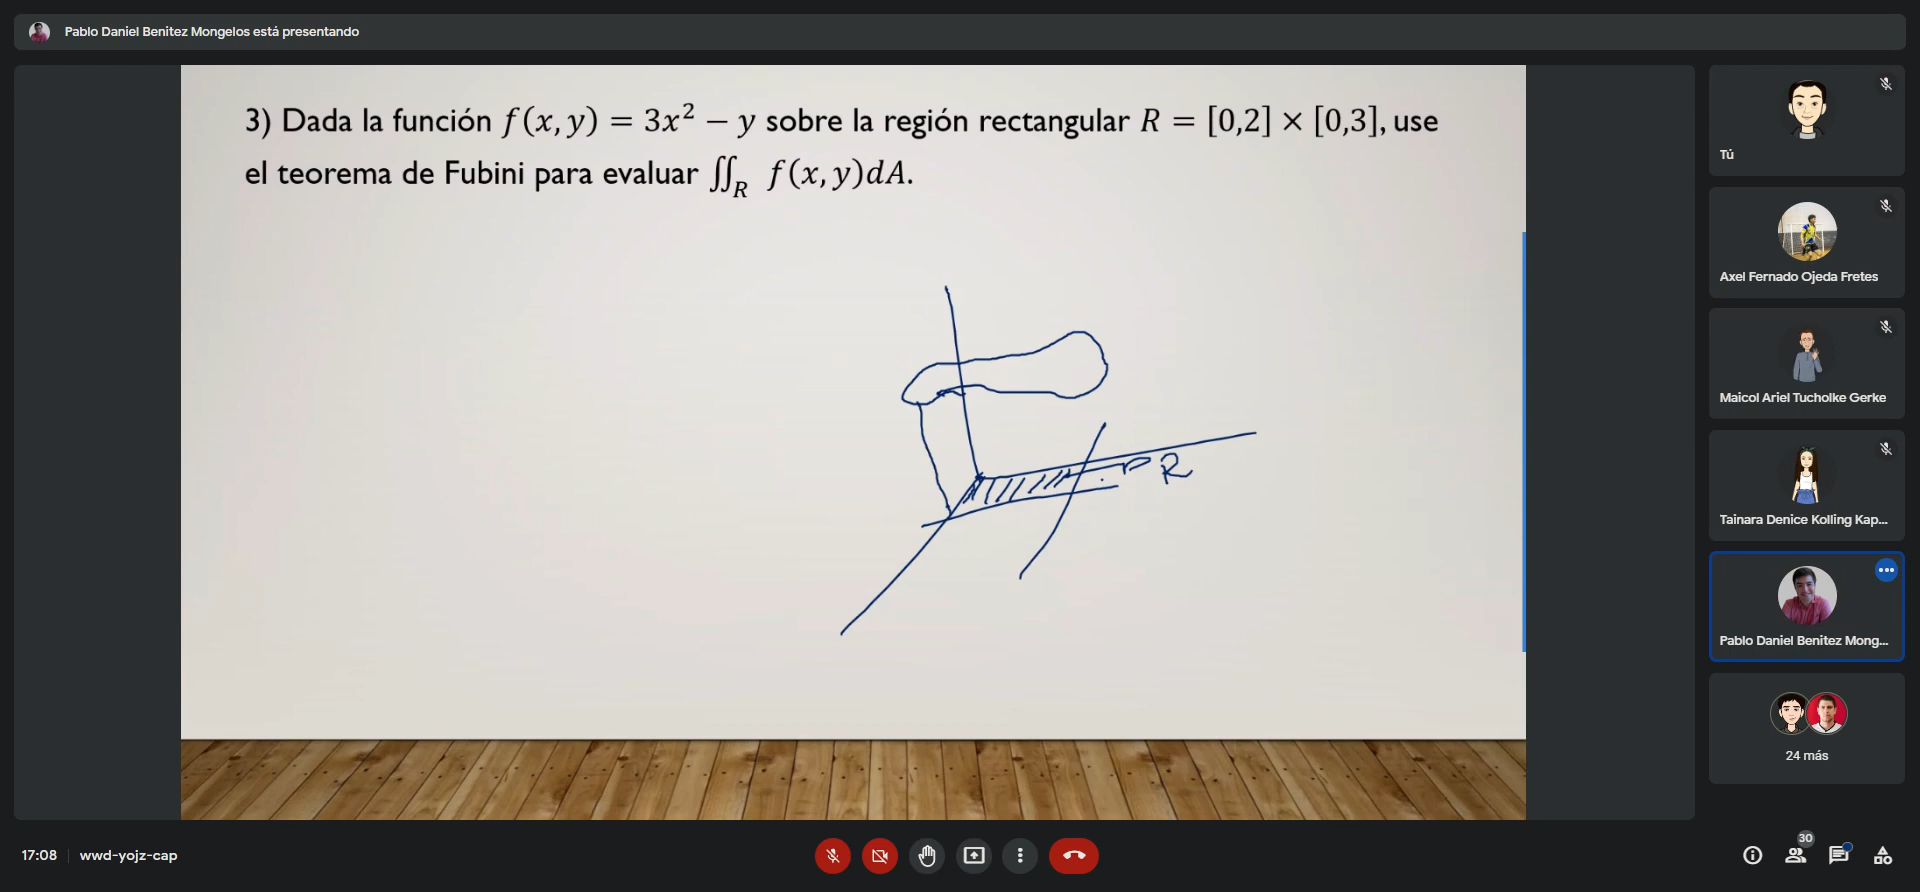 Pablo Daniel Benitez Mongelos está presentando
3) Dada la función f(x, y) = 3x² − y sobre la región rectangular R = [0,2] × [0,3], use
el teorema de Fubini para evaluar ∬_R f(x, y)dA.
R
Tú
Axel Fernado Ojeda Fretes
Maicol Ariel Tucholke Gerke
Tainara Denice Kolling Kap...
Pablo Daniel Benitez Mong...
24 más
17:08 | wwd-yojz-cap
30